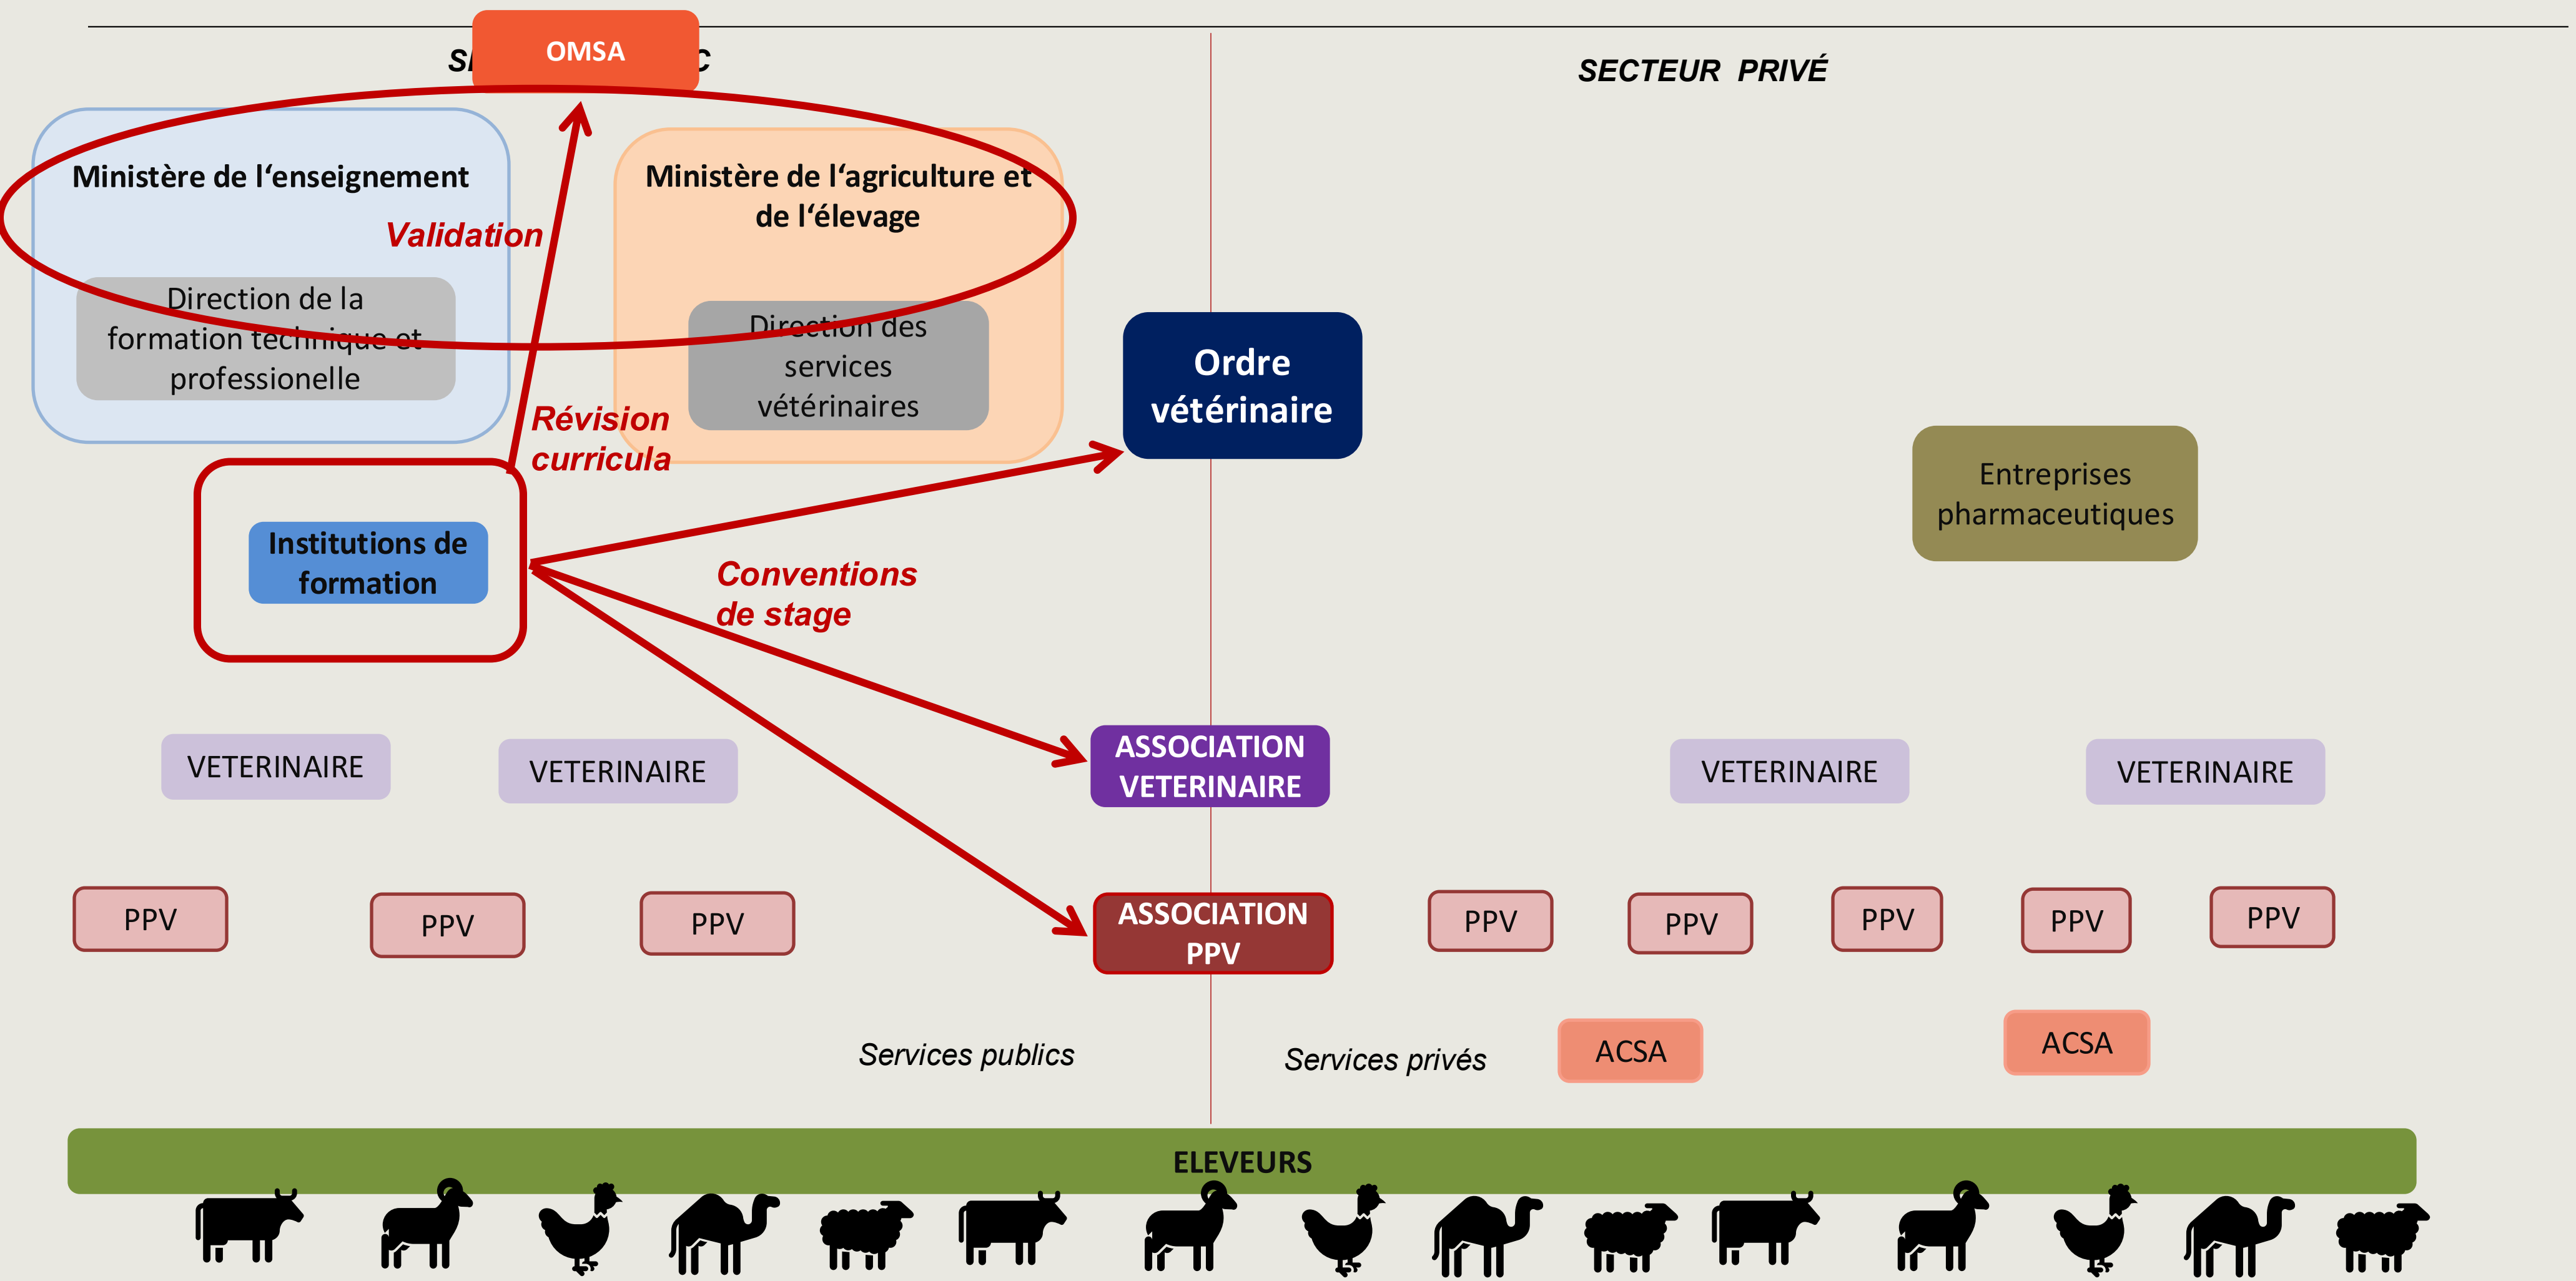 OMSA
SECTEUR PRIVÉ
Ministère de l‘enseignement
Ministère de l‘agriculture et
de l‘élevage
Validation
Direction de la
formation technique et
professionelle
Direction des
services
vétérinaires
Ordre
vétérinaire
Révision
curricula
Entreprises
pharmaceutiques
Institutions de
formation
Conventions
de stage
VETERINAIRE
VETERINAIRE
ASSOCIATION
VETERINAIRE
VETERINAIRE
VETERINAIRE
PPV
PPV
PPV
ASSOCIATION
PPV
PPV
PPV
PPV
PPV
PPV
Services publics
Services privés
ACSA
ACSA
ELEVEURS